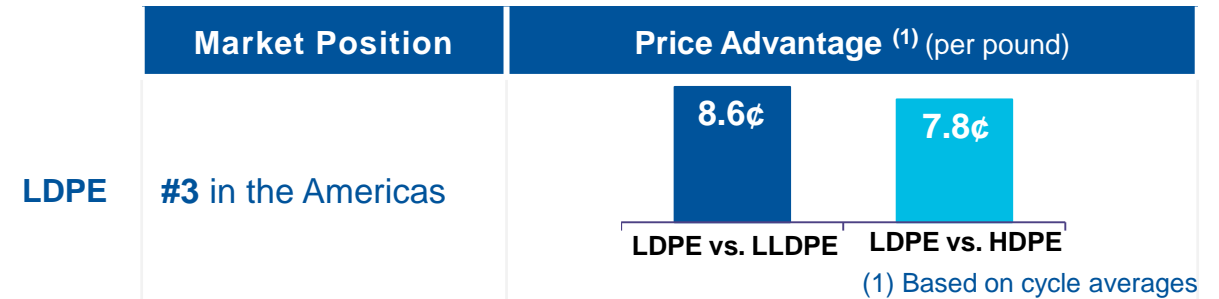 Market Position
Price Advantage (1) (per pound)
LDPE
#3 in the Americas
8.6¢
7.8¢
LDPE vs. LLDPE
LDPE vs. HDPE
(1) Based on cycle averages